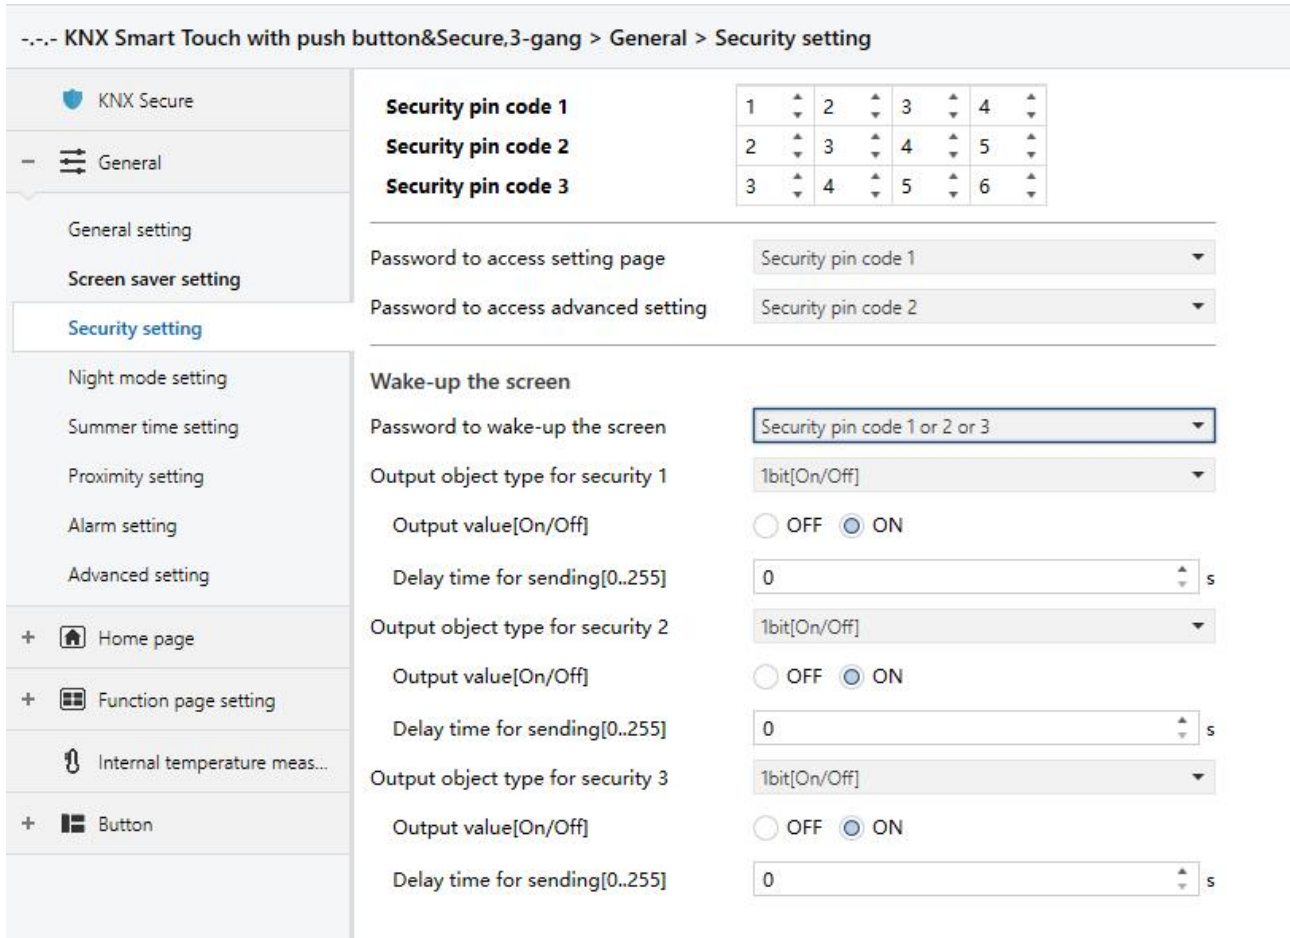 -.-.- KNX Smart Touch with push button&Secure,3-gang > General > Security setting
KNX Secure
General
General setting
Screen saver setting
Security setting
Night mode setting
Summer time setting
Proximity setting
Alarm setting
Advanced setting
Home page
Function page setting
Internal temperature meas...
Button
Security pin code 1 1 2 3 4
Security pin code 2 2 3 4 5
Security pin code 3 3 4 5 6
Password to access setting page Security pin code 1
Password to access advanced setting Security pin code 2
Wake-up the screen
Password to wake-up the screen Security pin code 1 or 2 or 3
Output object type for security 1 1bit[On/Off]
Output value[On/Off] OFF ON
Delay time for sending[0..255] 0 s
Output object type for security 2 1bit[On/Off]
Output value[On/Off] OFF ON
Delay time for sending[0..255] 0 s
Output object type for security 3 1bit[On/Off]
Output value[On/Off] OFF ON
Delay time for sending[0..255] 0 s